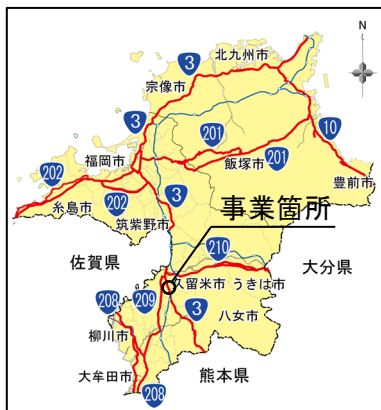 N
北九州市
3
宗像市
3
10
201
福岡市
202
飯塚市
201
豊前市
糸島市
202
3
筑紫野市
事業箇所
佐賀県
210
大分県
久留米市
うきは市
208
209
3
八女市
柳川市
大牟田市
熊本県
208